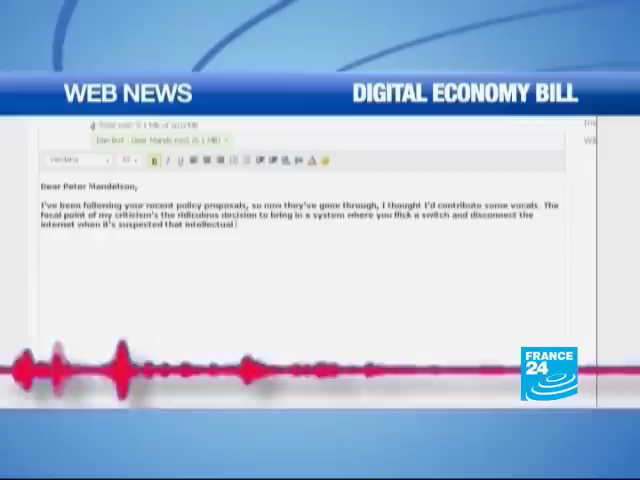 WEB NEWS
DIGITAL ECONOMY BILL
Dear Peter Mandelson,
I've been following your recent policy proposals, so now they've gone through, I thought I'd contribute some vocals. The
focal point of my criticism's the ridiculous decision to bring in a system where you flick a switch and disconnect the
internet when it's suspected that intellectual
FRANCE
24